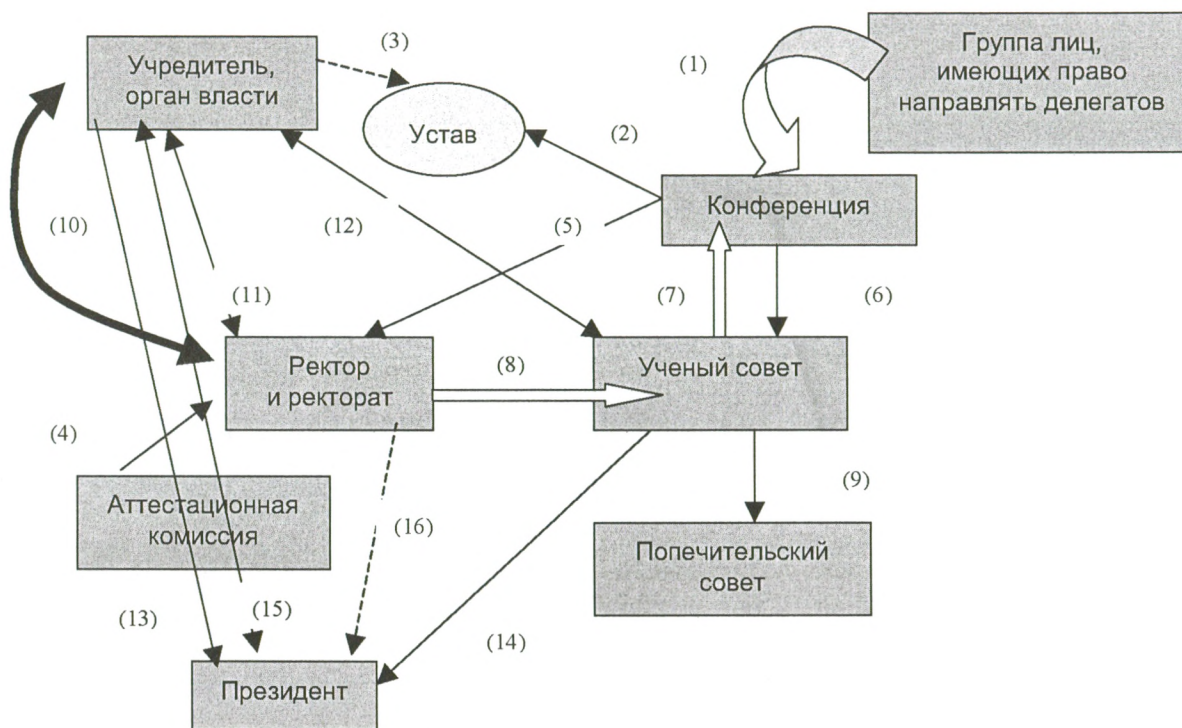 (3)
Учредитель,
орган власти
(1)
Группа лиц,
имеющих право
направлять делегатов
Устав
(2)
Конференция
(10)
(12)
(5)
(11)
(7)
(6)
Ректор
и ректорат
(8)
Ученый совет
(4)
Аттестационная
комиссия
(9)
(16)
Попечительский
совет
(13)
(15)
(14)
Президент